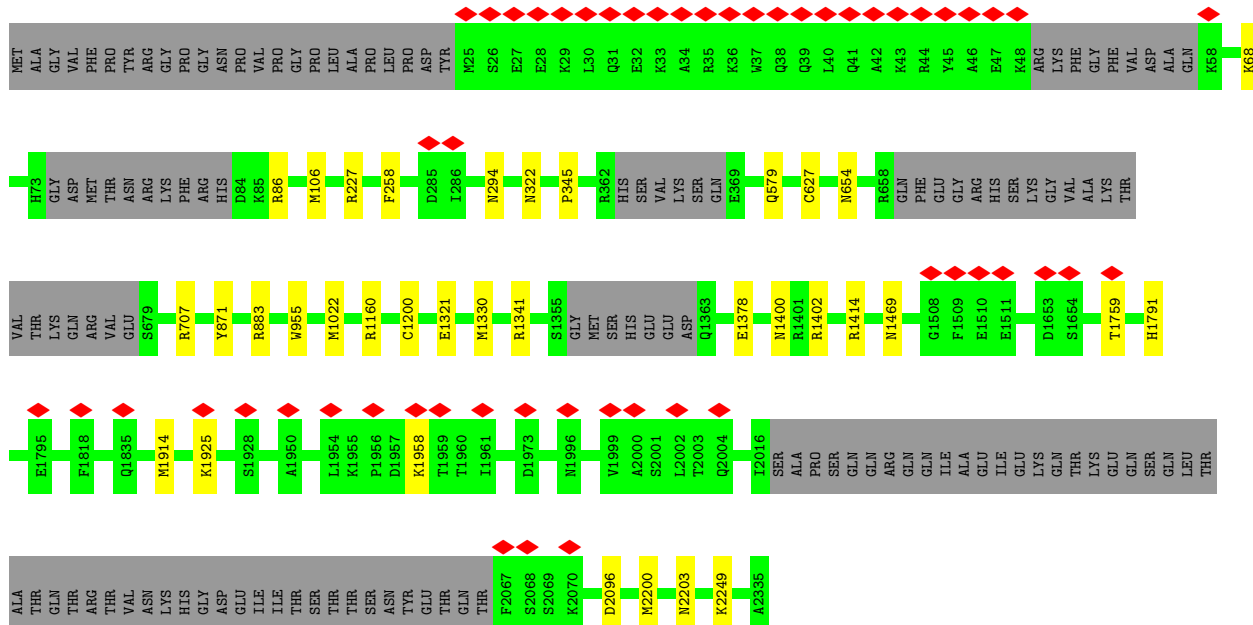 MET ALA GLY VAL PHE PRO TYR ARG GLY PRO GLY ASN PRO VAL PRO GLY PRO LEU ALA PRO LEU PRO ASP TYR M25 S26 E27 E28 K29 L30 Q31 E32 K33 A34 R35 K36 W37 Q38 Q39 L40 Q41 A42 K43 R44 Y45 A46 E47 K48 ARG LYS PHE GLY PHE VAL ASP ALA GLN K58 K68
H73 GLY ASP MET THR ASN ARG LYS PHE ARG HIS D84 K85 R86 M106 R227 F258 D285 I286 N294 N322 P345 R362 HIS SER VAL LYS SER GLN E369 Q579 C627 N654 R658 GLN PHE GLU GLY ARG HIS SER LYS GLY VAL ALA LYS THR
VAL THR LYS GLN ARG VAL GLU S679 R707 Y871 R883 W955 M1022 R1160 C1200 E1321 M1330 R1341 S1355 GLY MET SER HIS GLU GLU ASP Q1363 E1378 N1400 R1401 R1402 R1414 N1469 G1508 F1509 E1510 E1511 D1653 S1654 T1759 H1791
E1795 F1818 Q1835 M1914 K1925 S1928 A1950 L1954 K1955 P1956 D1957 K1958 T1959 T1960 I1961 D1973 N1996 V1999 A2000 S2001 L2002 T2003 Q2004 I2016 SER ALA PRO SER GLN GLN ARG GLN GLN ILE ALA GLU ILE GLU LYS GLN THR LYS GLU GLN SER GLN LEU THR
ALA THR GLN THR ARG THR VAL ASN LYS HIS GLY ASP GLU ILE ILE THR SER THR THR SER ASN TYR GLU THR GLN THR F2067 S2068 S2069 K2070 D2096 M2200 N2203 K2249 A2335